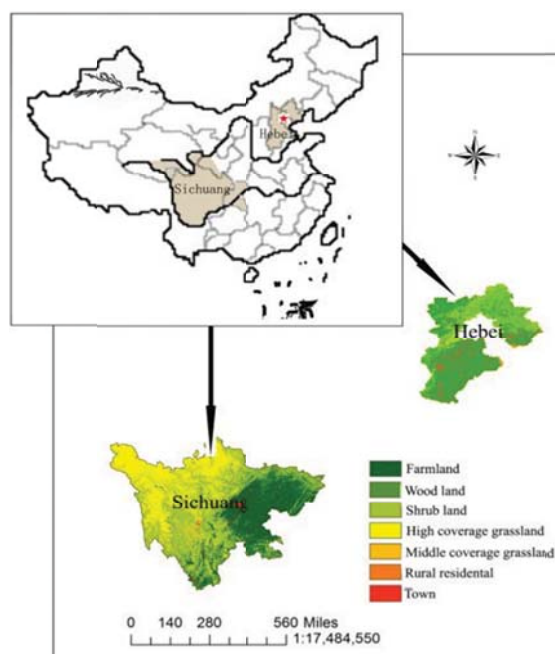 Hebei
Sichuang
N
W
E
S
Hebei
Sichuang
Farmland
Wood land
Shrub land
High coverage grassland
Middle coverage grassland
Rural residental
Town
0 140 280 560 Miles
1:17,484,550